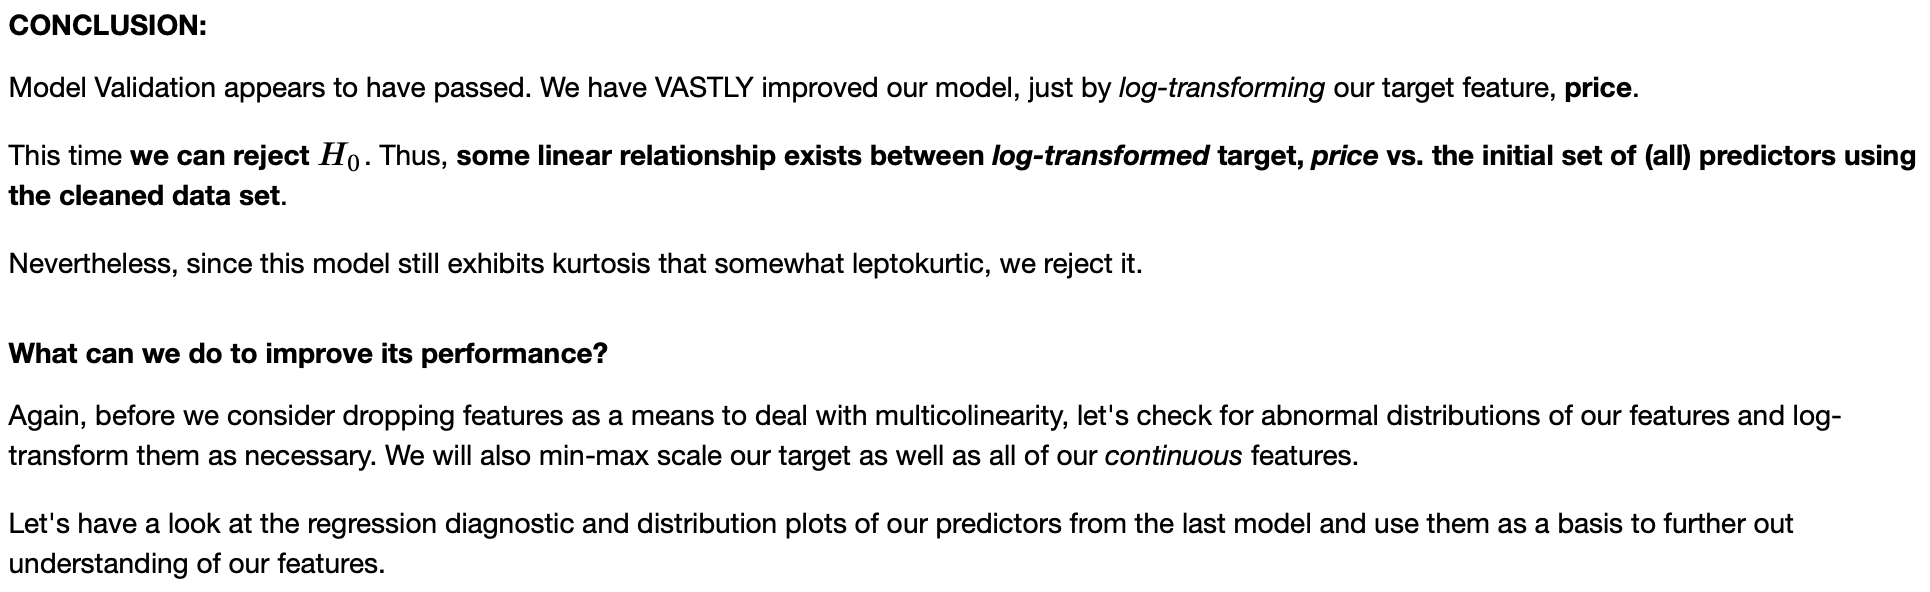 CONCLUSION:
Model Validation appears to have passed. We have VASTLY improved our model, just by log-transforming our target feature, price.
This time we can reject H₀. Thus, some linear relationship exists between log-transformed target, price vs. the initial set of (all) predictors using
the cleaned data set.
Nevertheless, since this model still exhibits kurtosis that somewhat leptokurtic, we reject it.
What can we do to improve its performance?
Again, before we consider dropping features as a means to deal with multicolinearity, let's check for abnormal distributions of our features and log-
transform them as necessary. We will also min-max scale our target as well as all of our continuous features.
Let's have a look at the regression diagnostic and distribution plots of our predictors from the last model and use them as a basis to further out
understanding of our features.